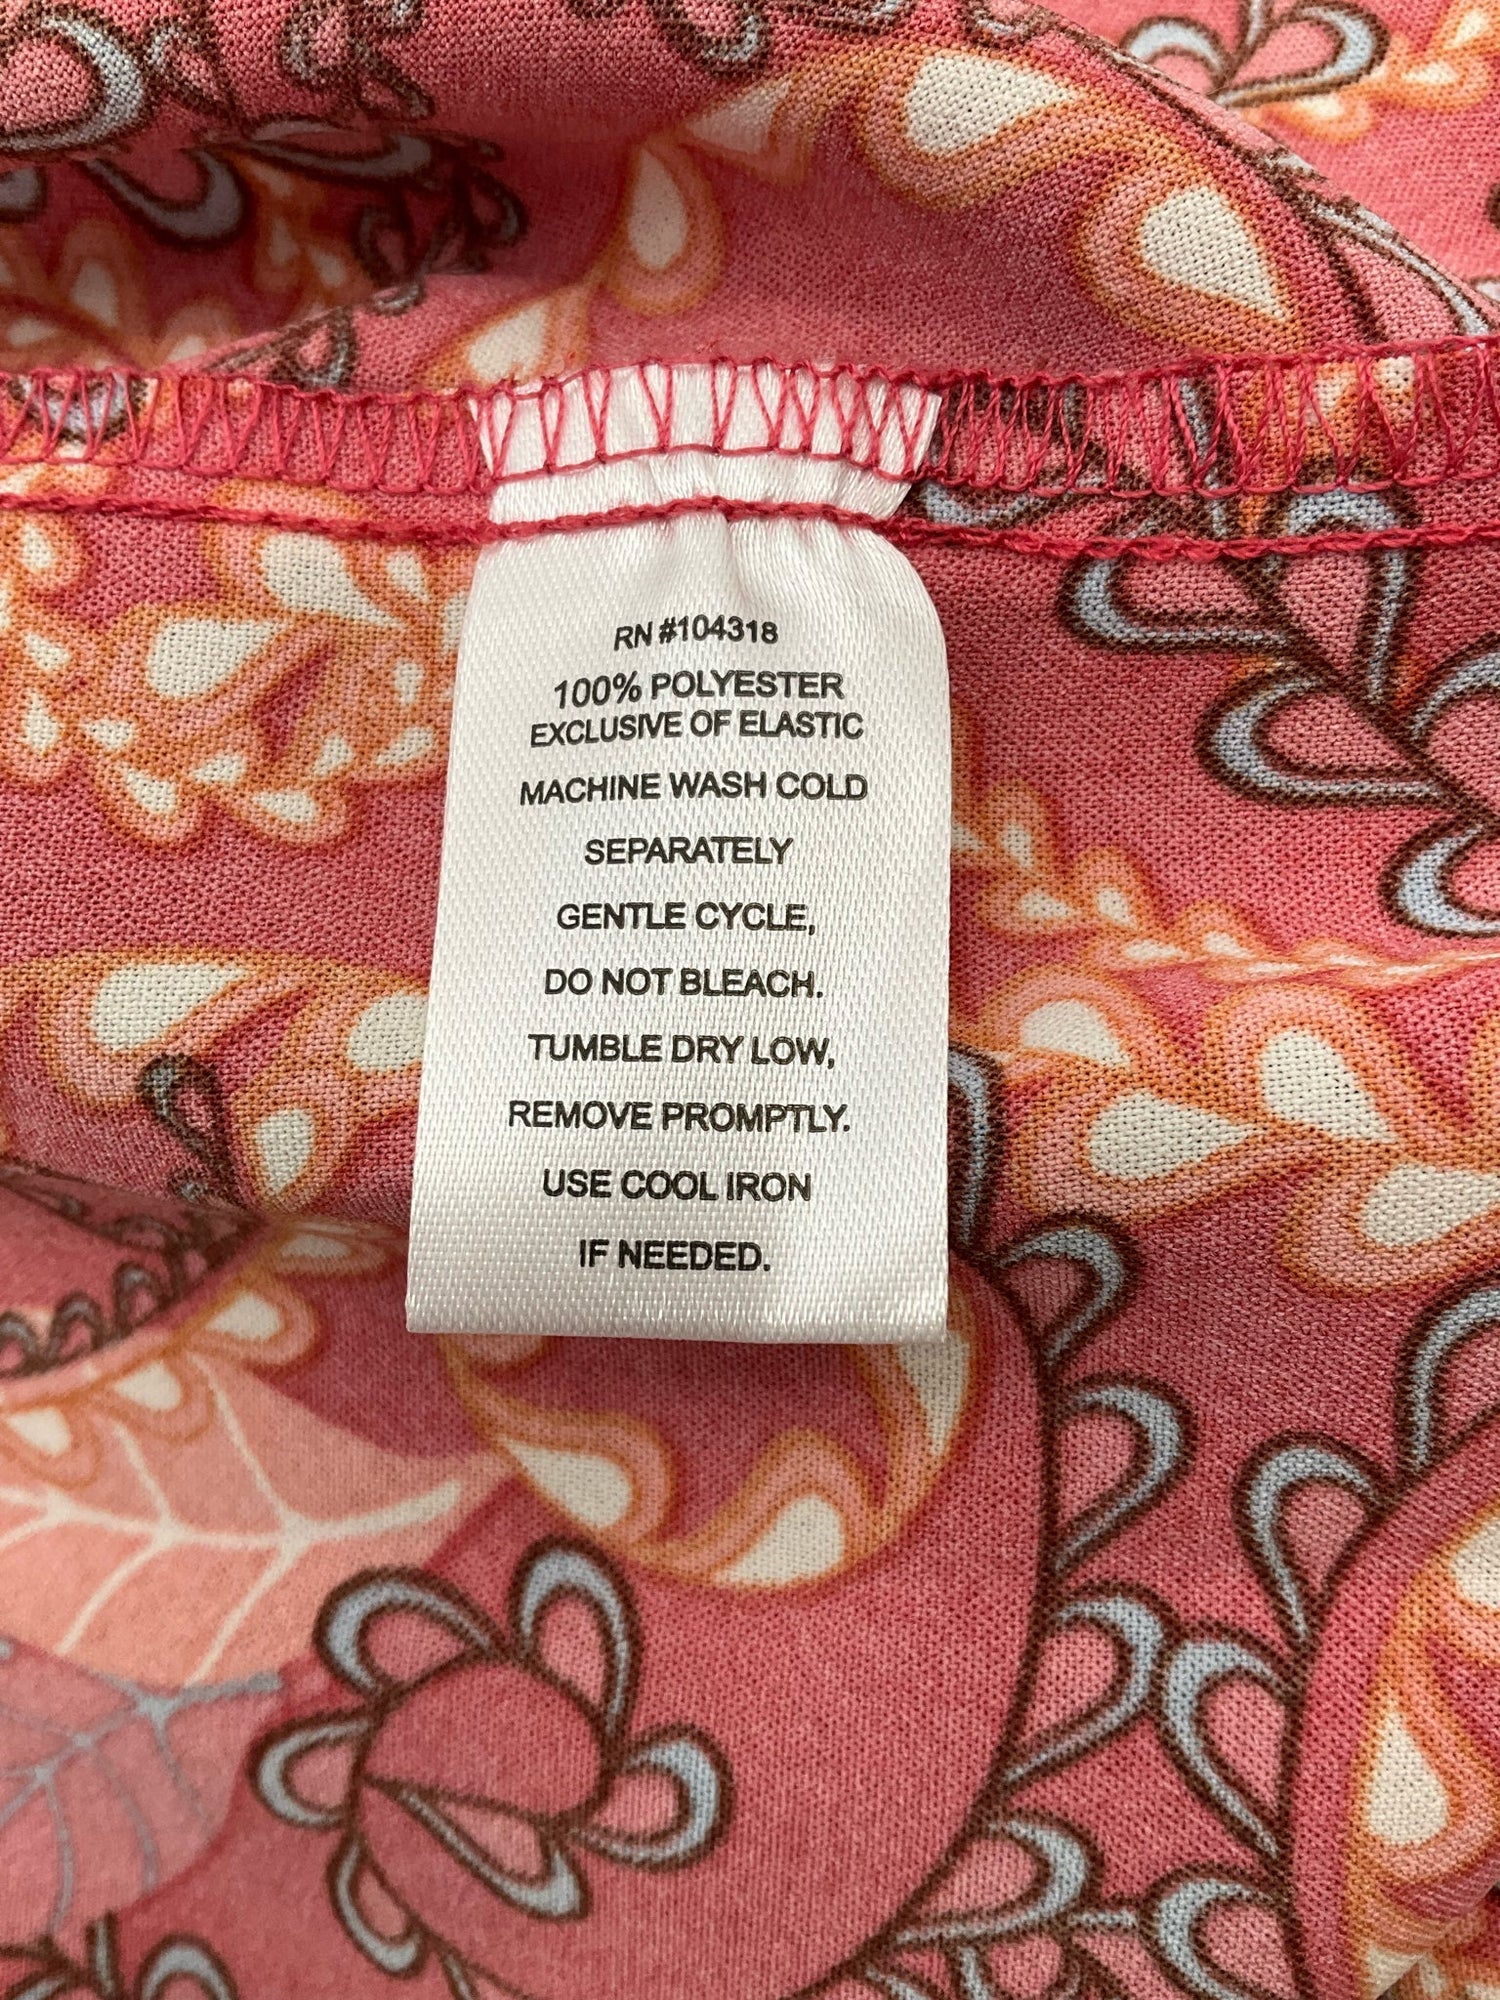 RN #104318
100% POLYESTER
EXCLUSIVE OF ELASTIC
MACHINE WASH COLD
SEPARATELY
GENTLE CYCLE,
DO NOT BLEACH.
TUMBLE DRY LOW,
REMOVE PROMPTLY.
USE COOL IRON
IF NEEDED.